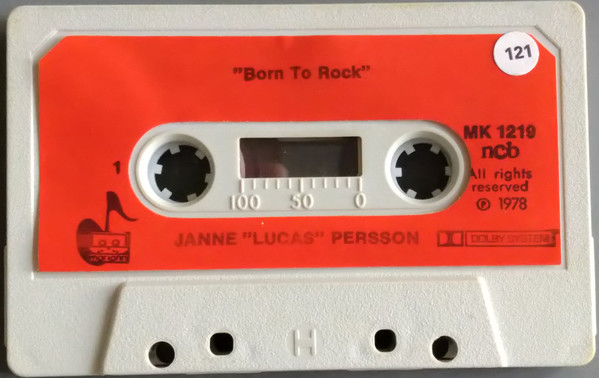 121
"Born To Rock"
MK 1219
ncb
1
All rights
reserved
℗ 1978
100 50 0
JANNE "LUCAS" PERSSON
DOLBY SYSTEM
H